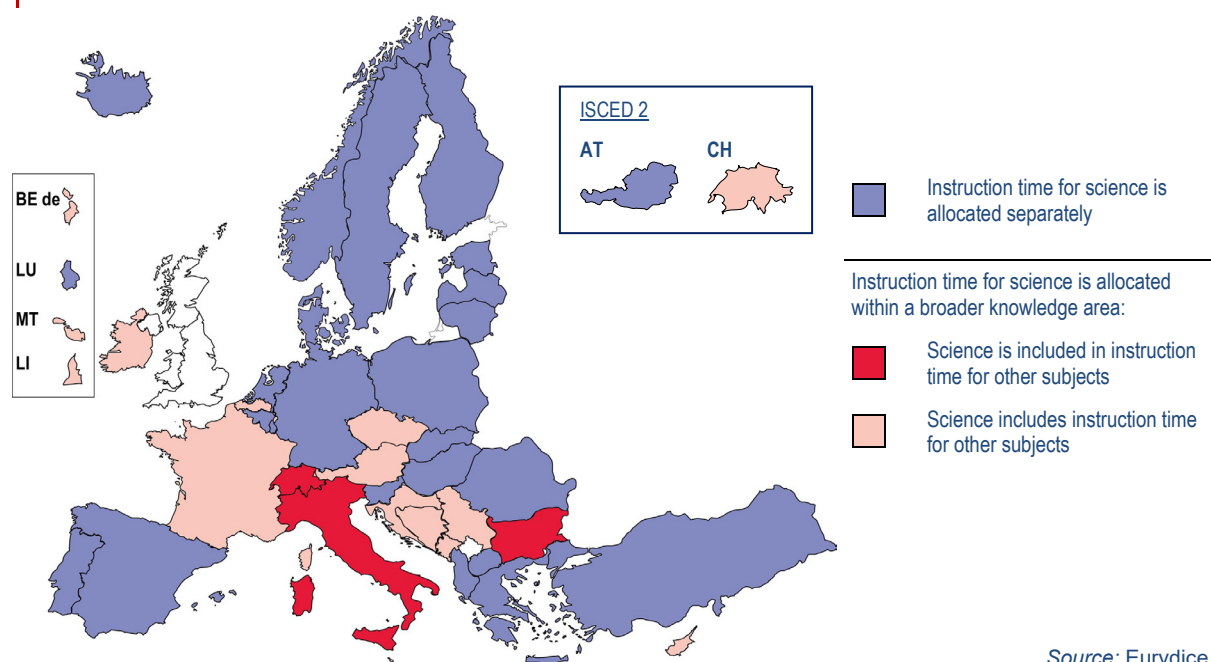 ISCED 2
AT CH
BE de
LU
MT
LI
Instruction time for science is
allocated separately
Instruction time for science is allocated
within a broader knowledge area:
Science is included in instruction
time for other subjects
Science includes instruction time
for other subjects
Source: Eurydice